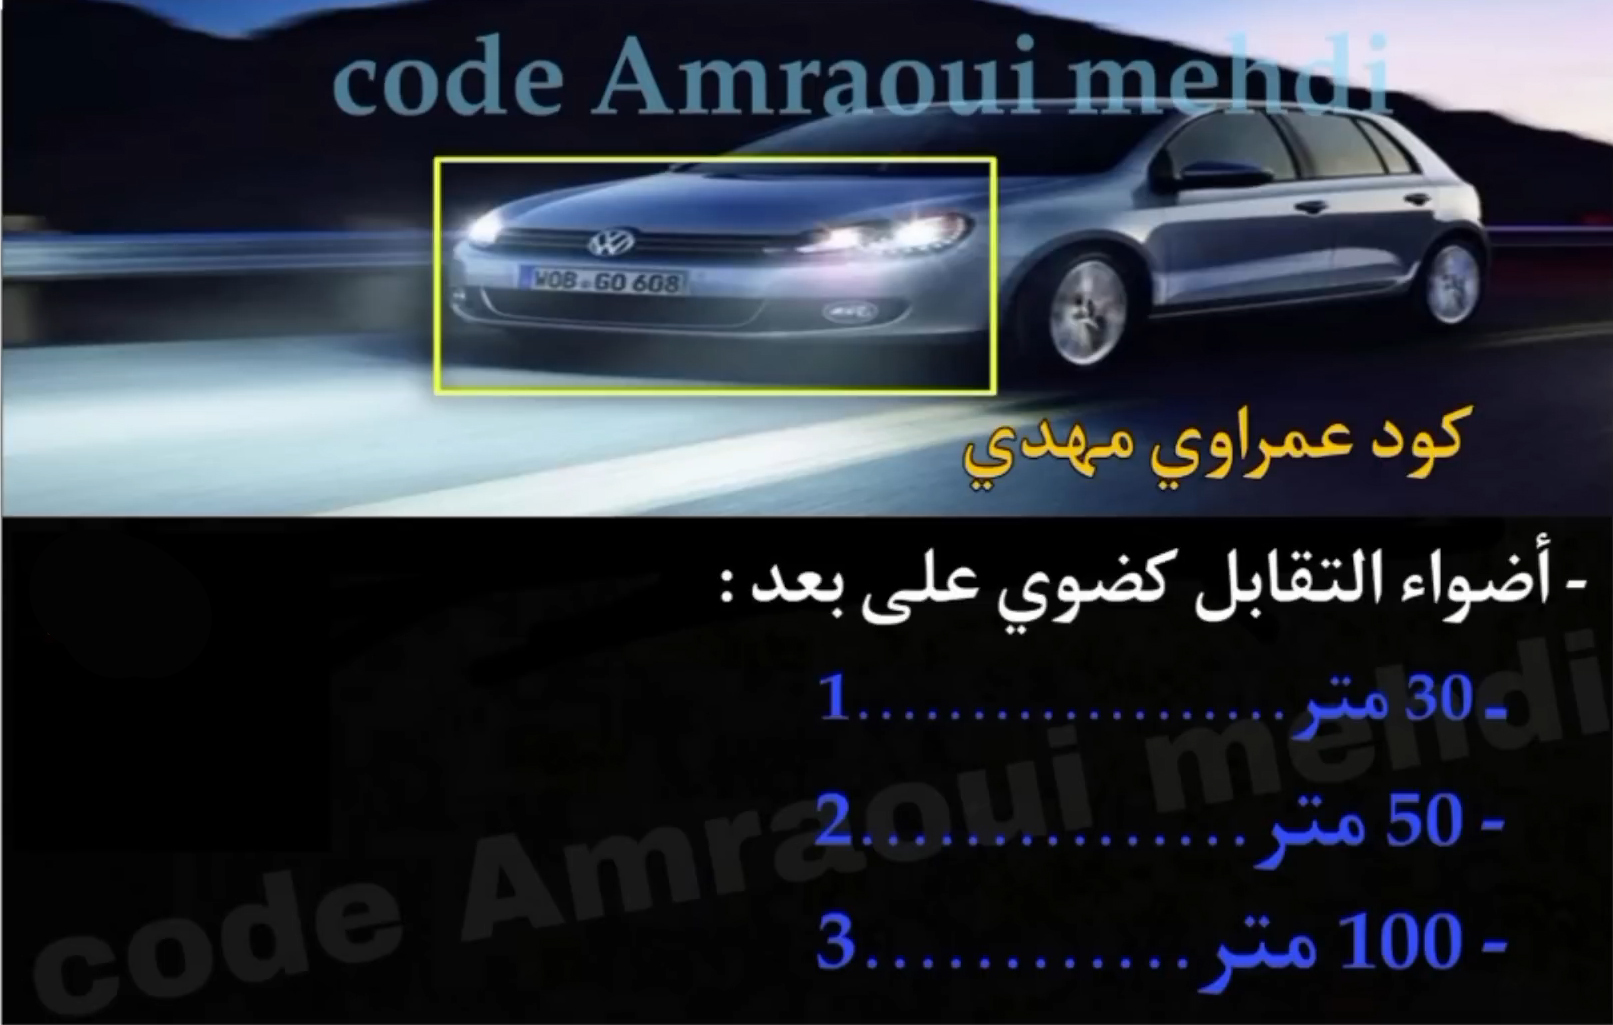 code Amraoui mehdi
WOB GO 608
كود عمراوي مهدي
- أضواء التقابل كضوي على بعد :
- 30 متر...................1
- 50 متر................2
- 100 متر.............3
code Amraoui mehdi